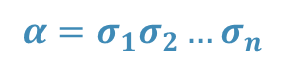 α = σ₁σ₂ … σₙ